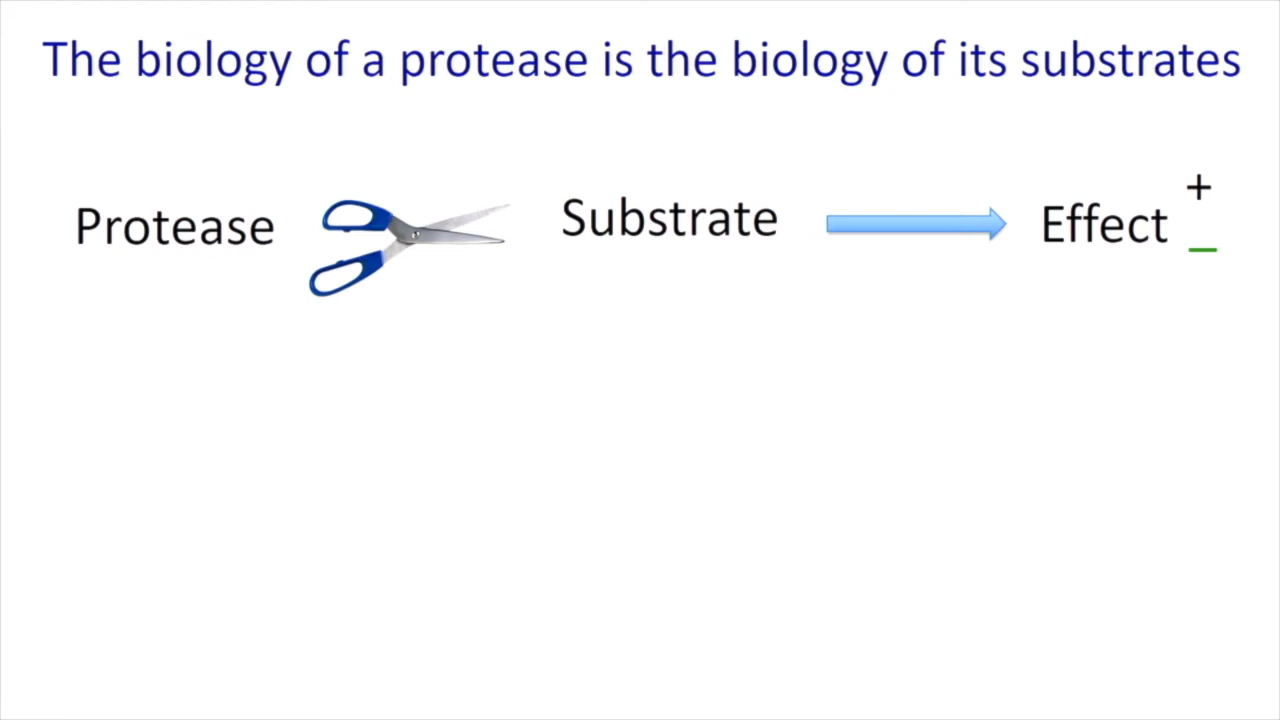 The biology of a protease is the biology of its substrates
Protease Substrate Effect + –